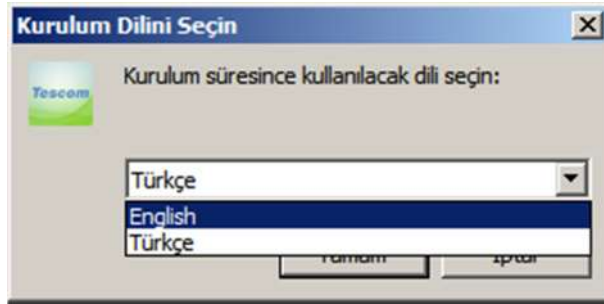 Kurulum Dilini Seçin
Tescom
Kurulum süresince kullanılacak dili seçin:
Türkçe
English
Türkçe